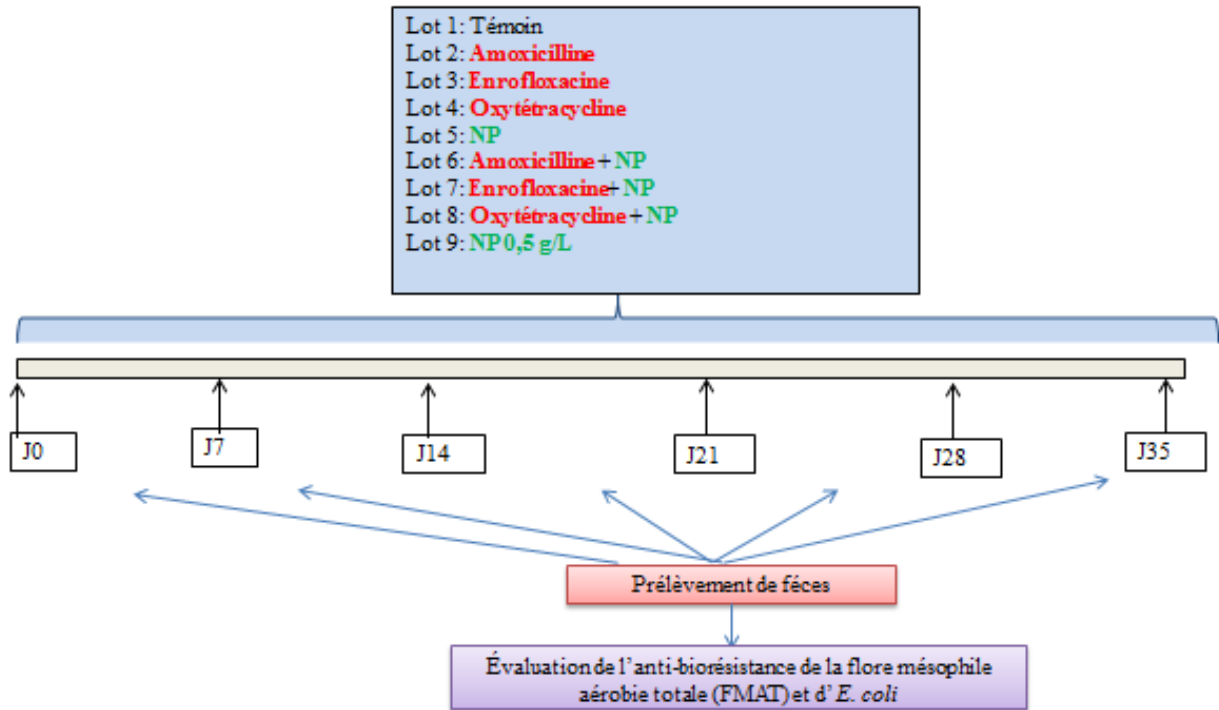 Lot 1: Témoin
Lot 2: Amoxicilline
Lot 3: Enrofloxacine
Lot 4: Oxytétracycline
Lot 5: NP
Lot 6: Amoxicilline + NP
Lot 7: Enrofloxacine+ NP
Lot 8: Oxytétracycline + NP
Lot 9: NP 0,5 g/L
J0
J7
J14
J21
J28
J35
Prélèvement de féces
Évaluation de l'anti-biorésistance de la flore mésophile
aérobie totale (FMAT) et d' E. coli